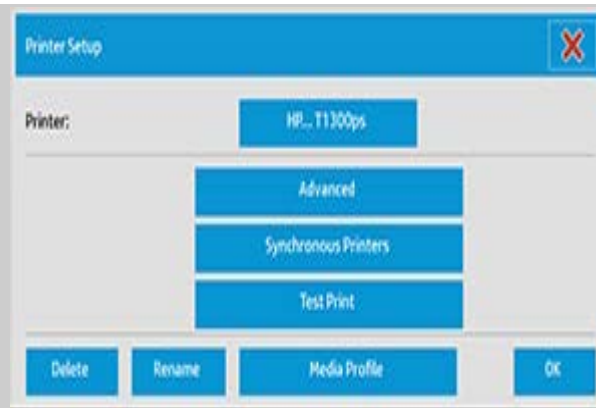 Printer Setup
Printer:
HP... T1300ps
Advanced
Synchronous Printers
Test Print
Delete
Rename
Media Profile
OK